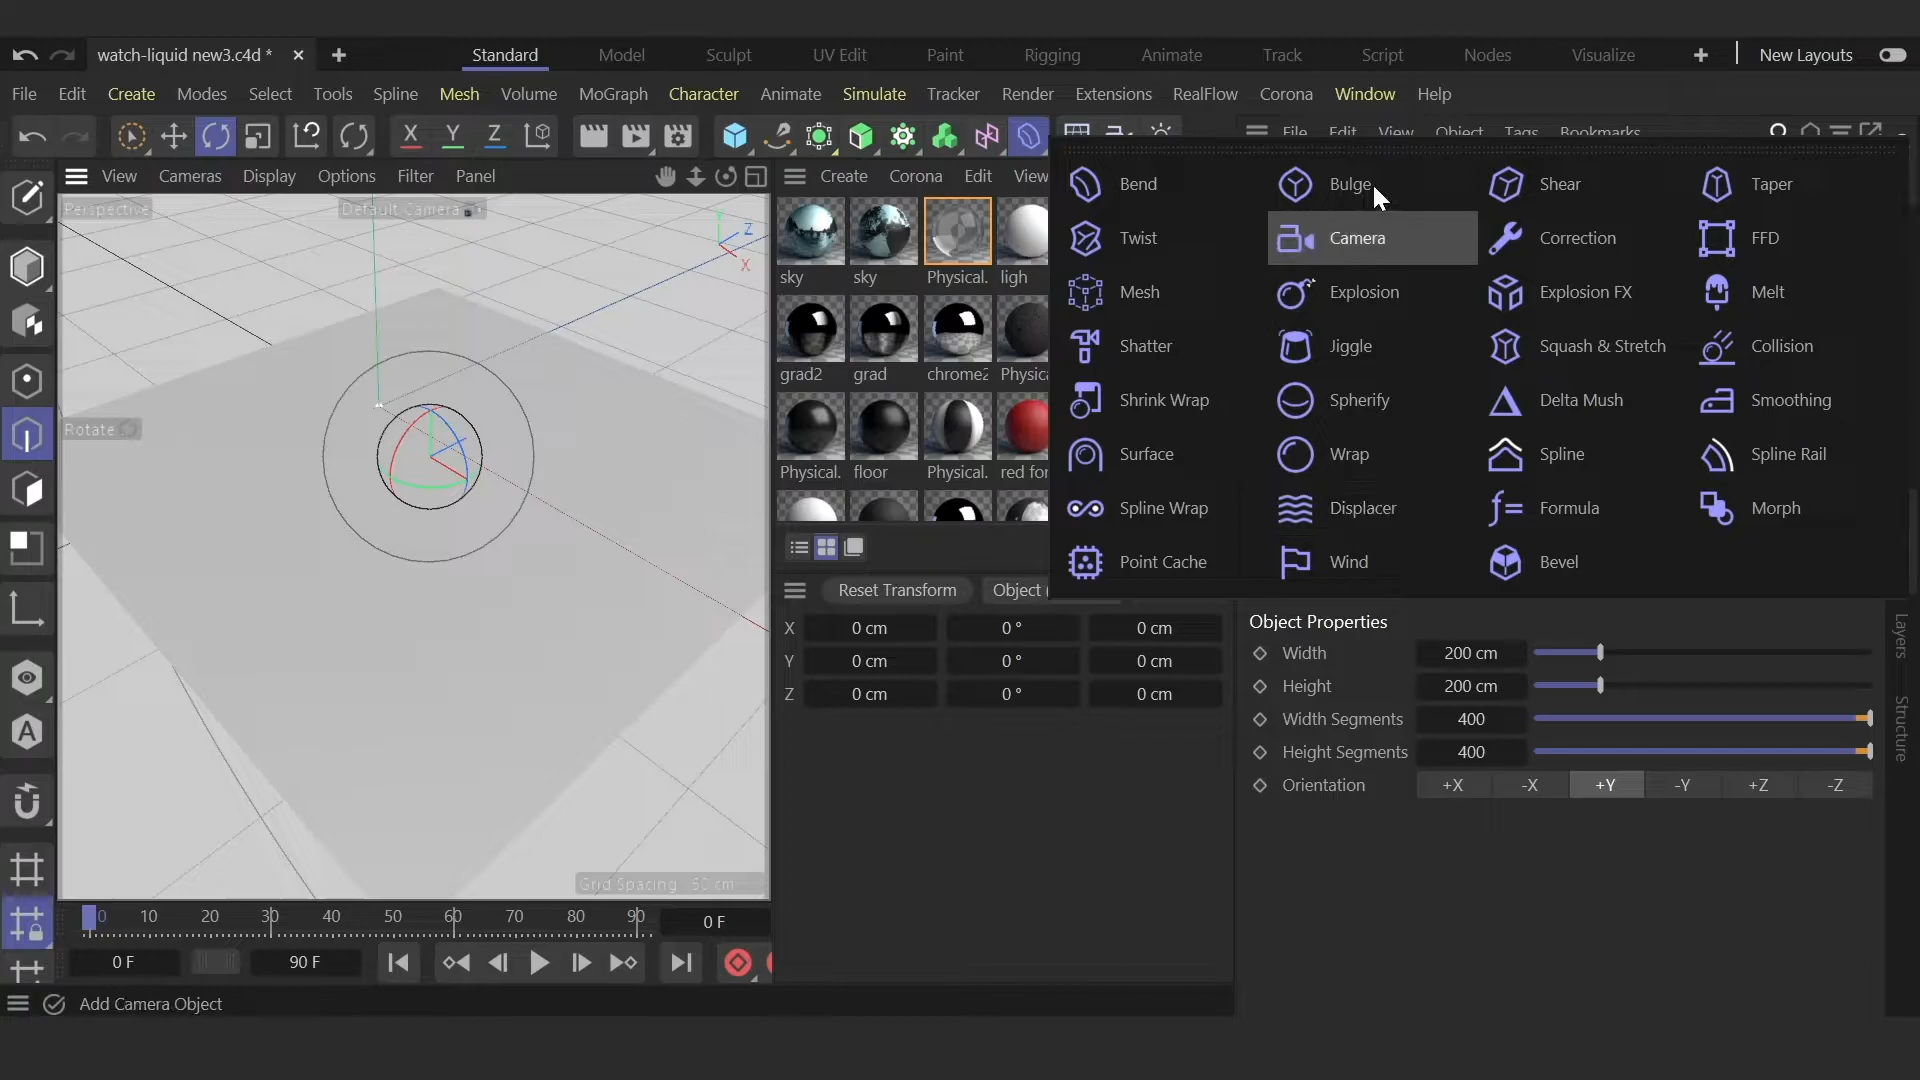 watch-liquid new3.c4d * Standard Model Sculpt UV Edit Paint Rigging Animate Track Script Nodes Visualize New Layouts
File Edit Create Modes Select Tools Spline Mesh Volume MoGraph Character Animate Simulate Tracker Render Extensions RealFlow Corona Window Help
X Y Z
File Edit View Object Tags Bookmarks
View Cameras Display Options Filter Panel
Create Corona Edit View
Perspective Default Camera
Z
X
Rotate
Grid Spacing : 50 cm
sky sky Physical. ligh
grad2 grad chrome2 Physica
Physical. floor Physical. red for
Bend Bulge Shear Taper
Twist Camera Correction FFD
Mesh Explosion Explosion FX Melt
Shatter Jiggle Squash & Stretch Collision
Shrink Wrap Spherify Delta Mush Smoothing
Surface Wrap Spline Spline Rail
Spline Wrap Displacer Formula Morph
Point Cache Wind Bevel
Reset Transform Object (
X 0 cm 0 ° 0 cm
Y 0 cm 0 ° 0 cm
Z 0 cm 0 ° 0 cm
Object Properties
Width 200 cm
Height 200 cm
Width Segments 400
Height Segments 400
Orientation +X -X +Y -Y +Z -Z
Layers
Structure
0 10 20 30 40 50 60 70 80 90 0 F
0 F 90 F
Add Camera Object